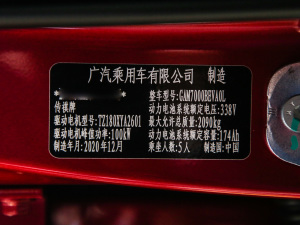 广汽乘用车有限公司 制造
整车型号:GAM7000BEVA0L
传祺牌 动力电池系统额定电压:338V
驱动电机型号:TZ180XYA2601 最大允许总质量:2090kg
驱动电机峰值功率:100kW 动力电池系统额定容量:174Ah
制造年月:2020年12月 乘坐人数:5人 制造国:中国